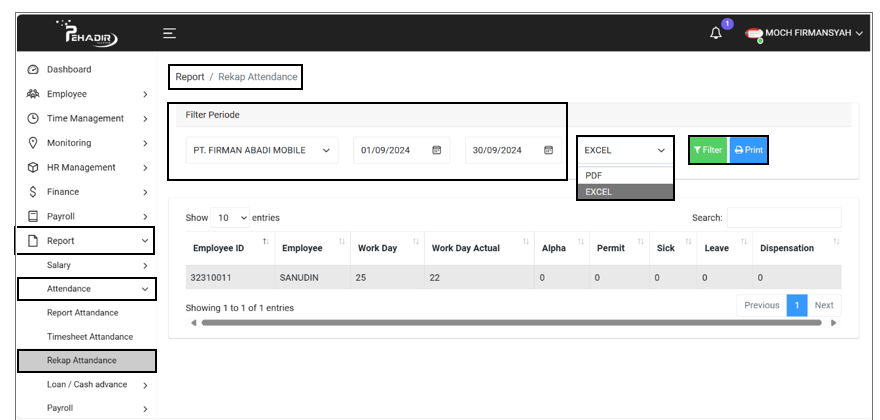 PEHADIR
1
MOCH FIRMANSYAH
Dashboard
Employee
Time Management
Monitoring
HR Management
Finance
Payroll
Report
Salary
Attendance
Report Attandance
Timesheet Attandance
Rekap Attandance
Loan / Cash advance
Payroll
Report / Rekap Attendance
Filter Periode
PT. FIRMAN ABADI MOBILE 01/09/2024 30/09/2024 EXCEL Filter Print
PDF
EXCEL
Show 10 entries Search:
Employee ID Employee Work Day Work Day Actual Alpha Permit Sick Leave Dispensation
32310011 SANUDIN 25 22 0 0 0 0 0
Showing 1 to 1 of 1 entries
Previous 1 Next